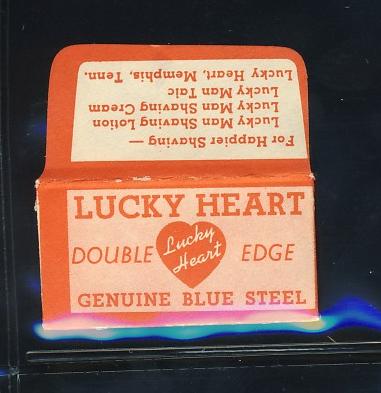 For Happier Shaving —
Lucky Man Shaving Lotion
Lucky Man Shaving Cream
Lucky Man Talc
Lucky Heart, Memphis, Tenn.
LUCKY HEART
DOUBLE Lucky Heart EDGE
GENUINE BLUE STEEL